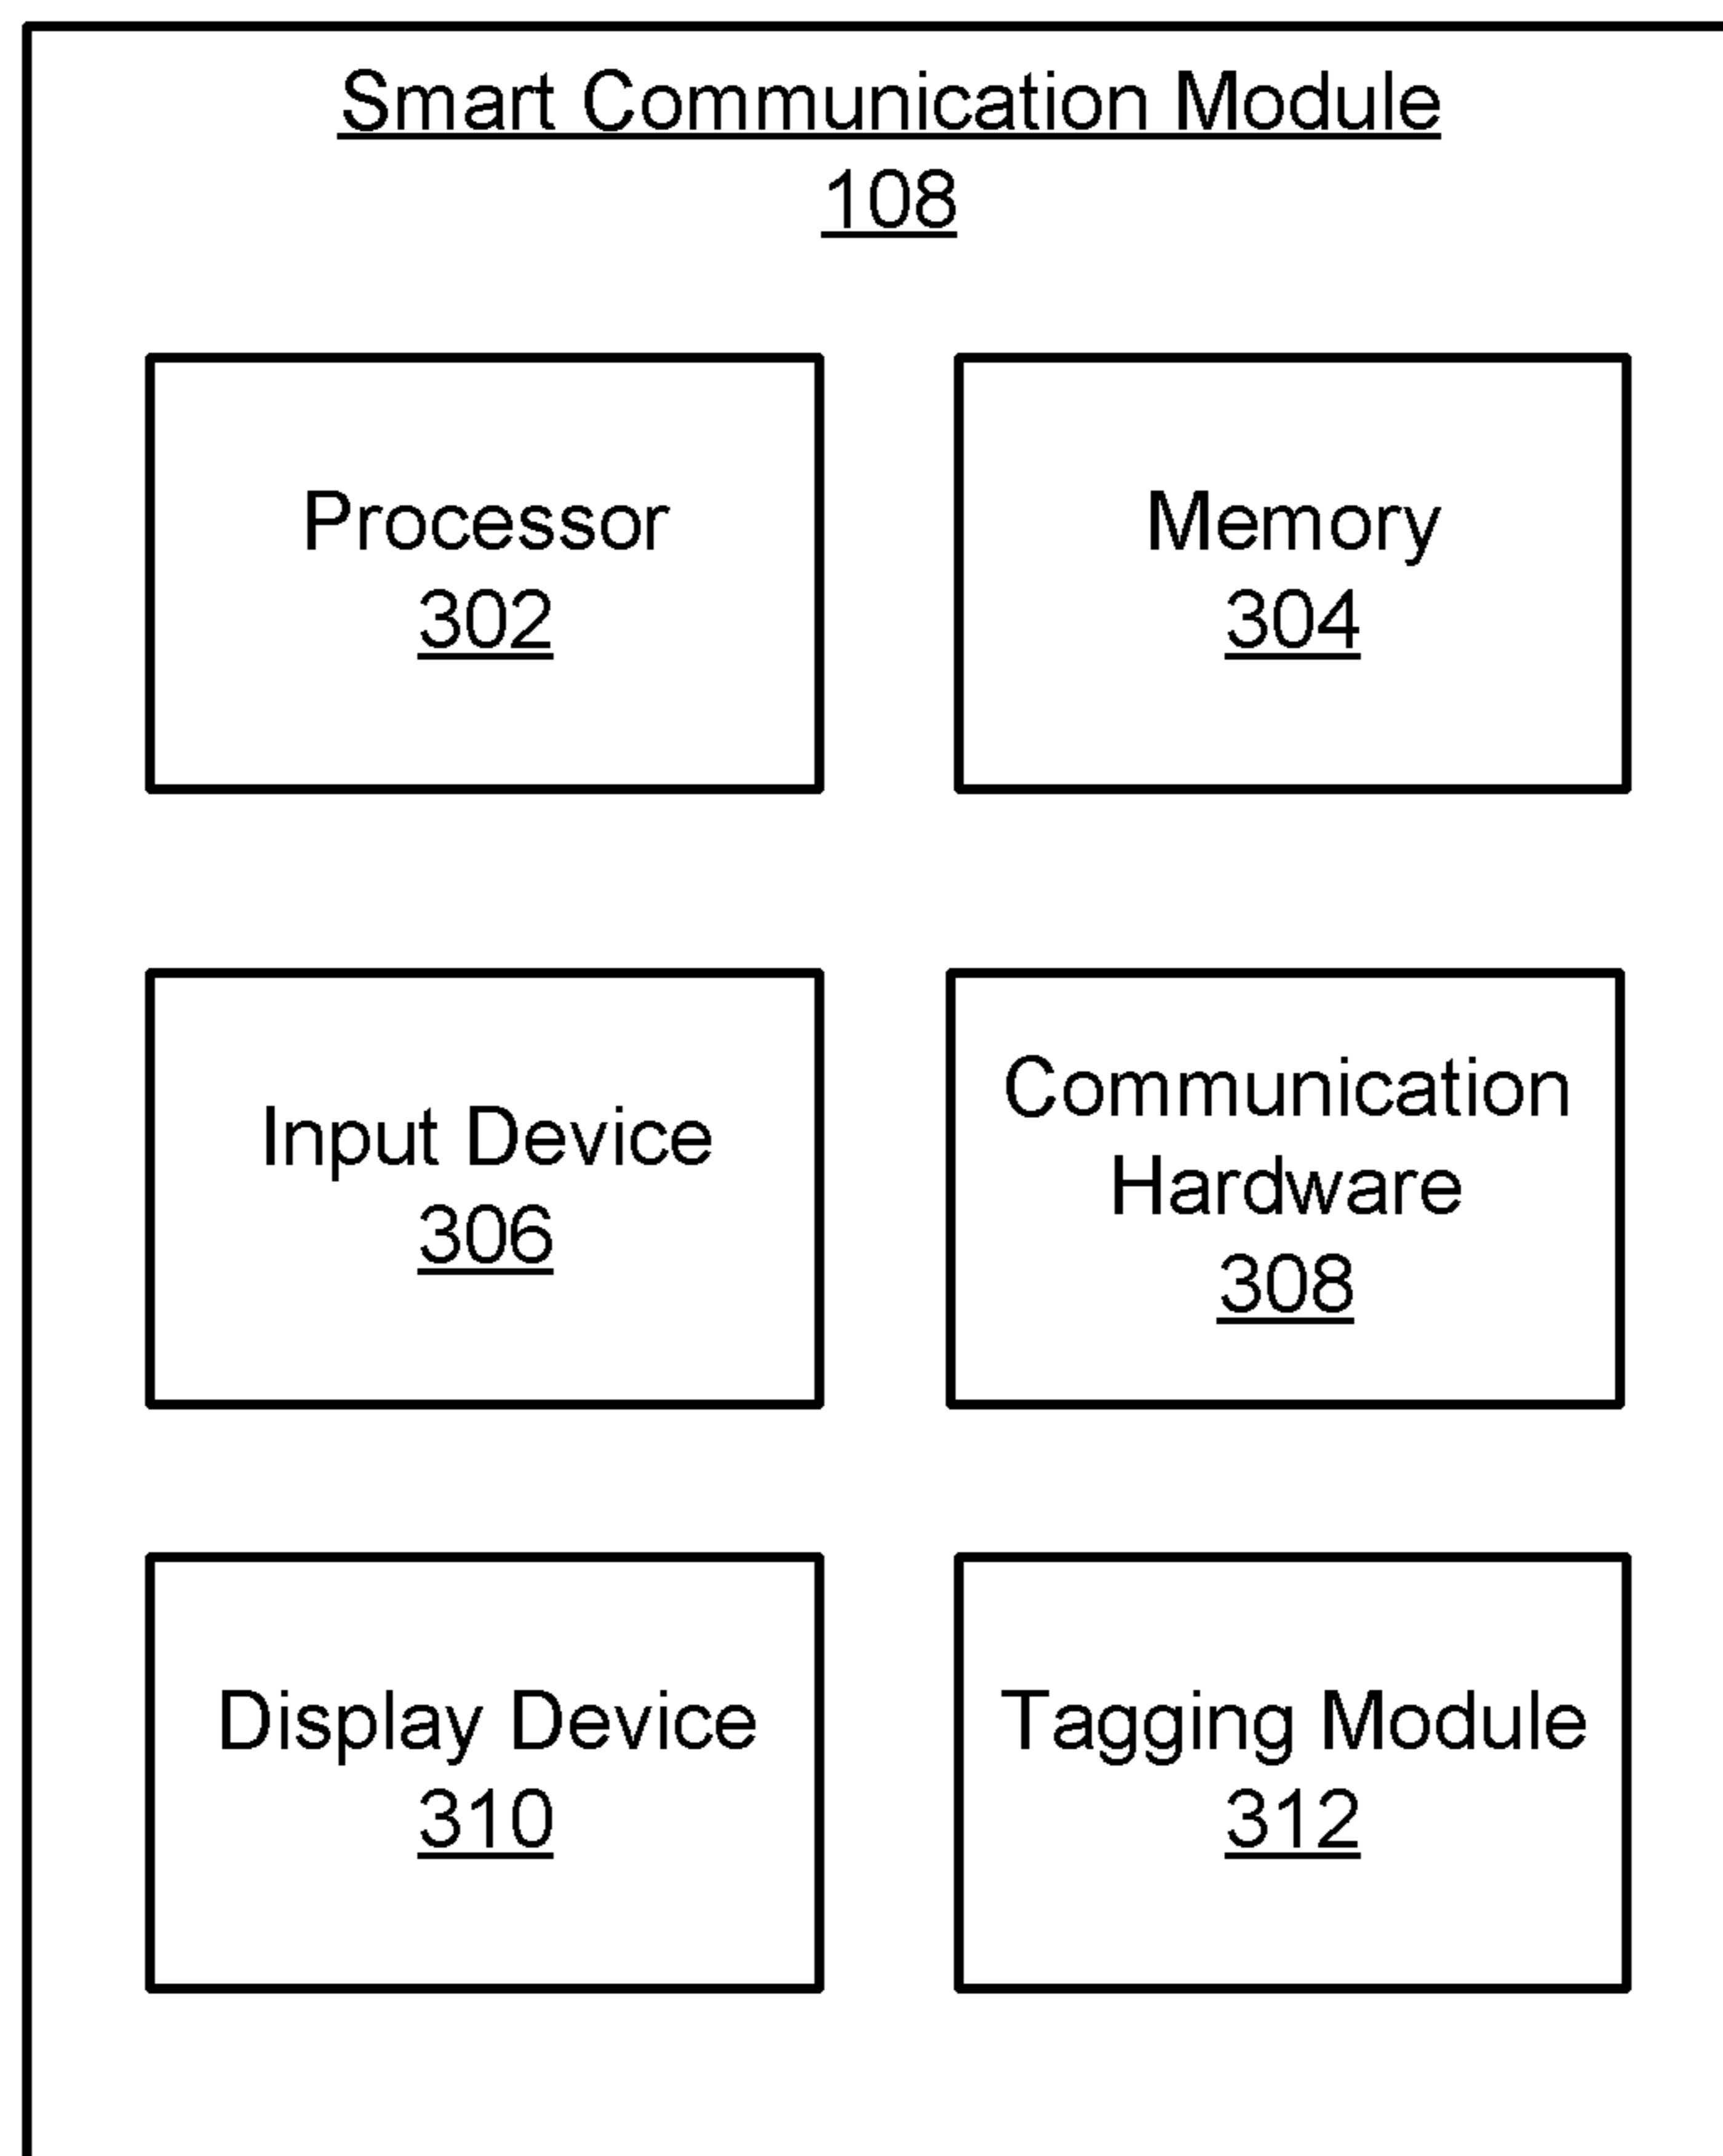 Smart Communication Module
108
Processor
302
Memory
304
Input Device
306
Communication
Hardware
308
Display Device
310
Tagging Module
312